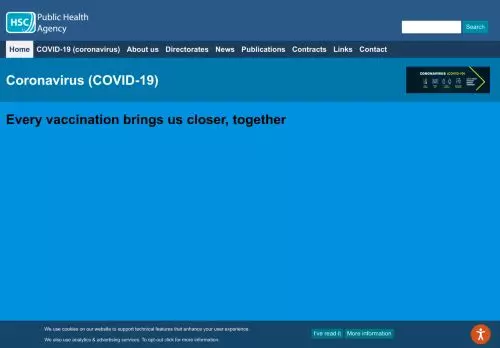 HSC
Public Health
Agency
Search
Home COVID-19 (coronavirus) About us Directorates News Publications Contracts Links Contact
Coronavirus (COVID-19)
CORONAVIRUS (COVID-19)
Every vaccination brings us closer, together
We use cookies on our website to support technical features that enhance your user experience.
We also use analytics & advertising services. To opt-out click for more information.
I've read it
More information